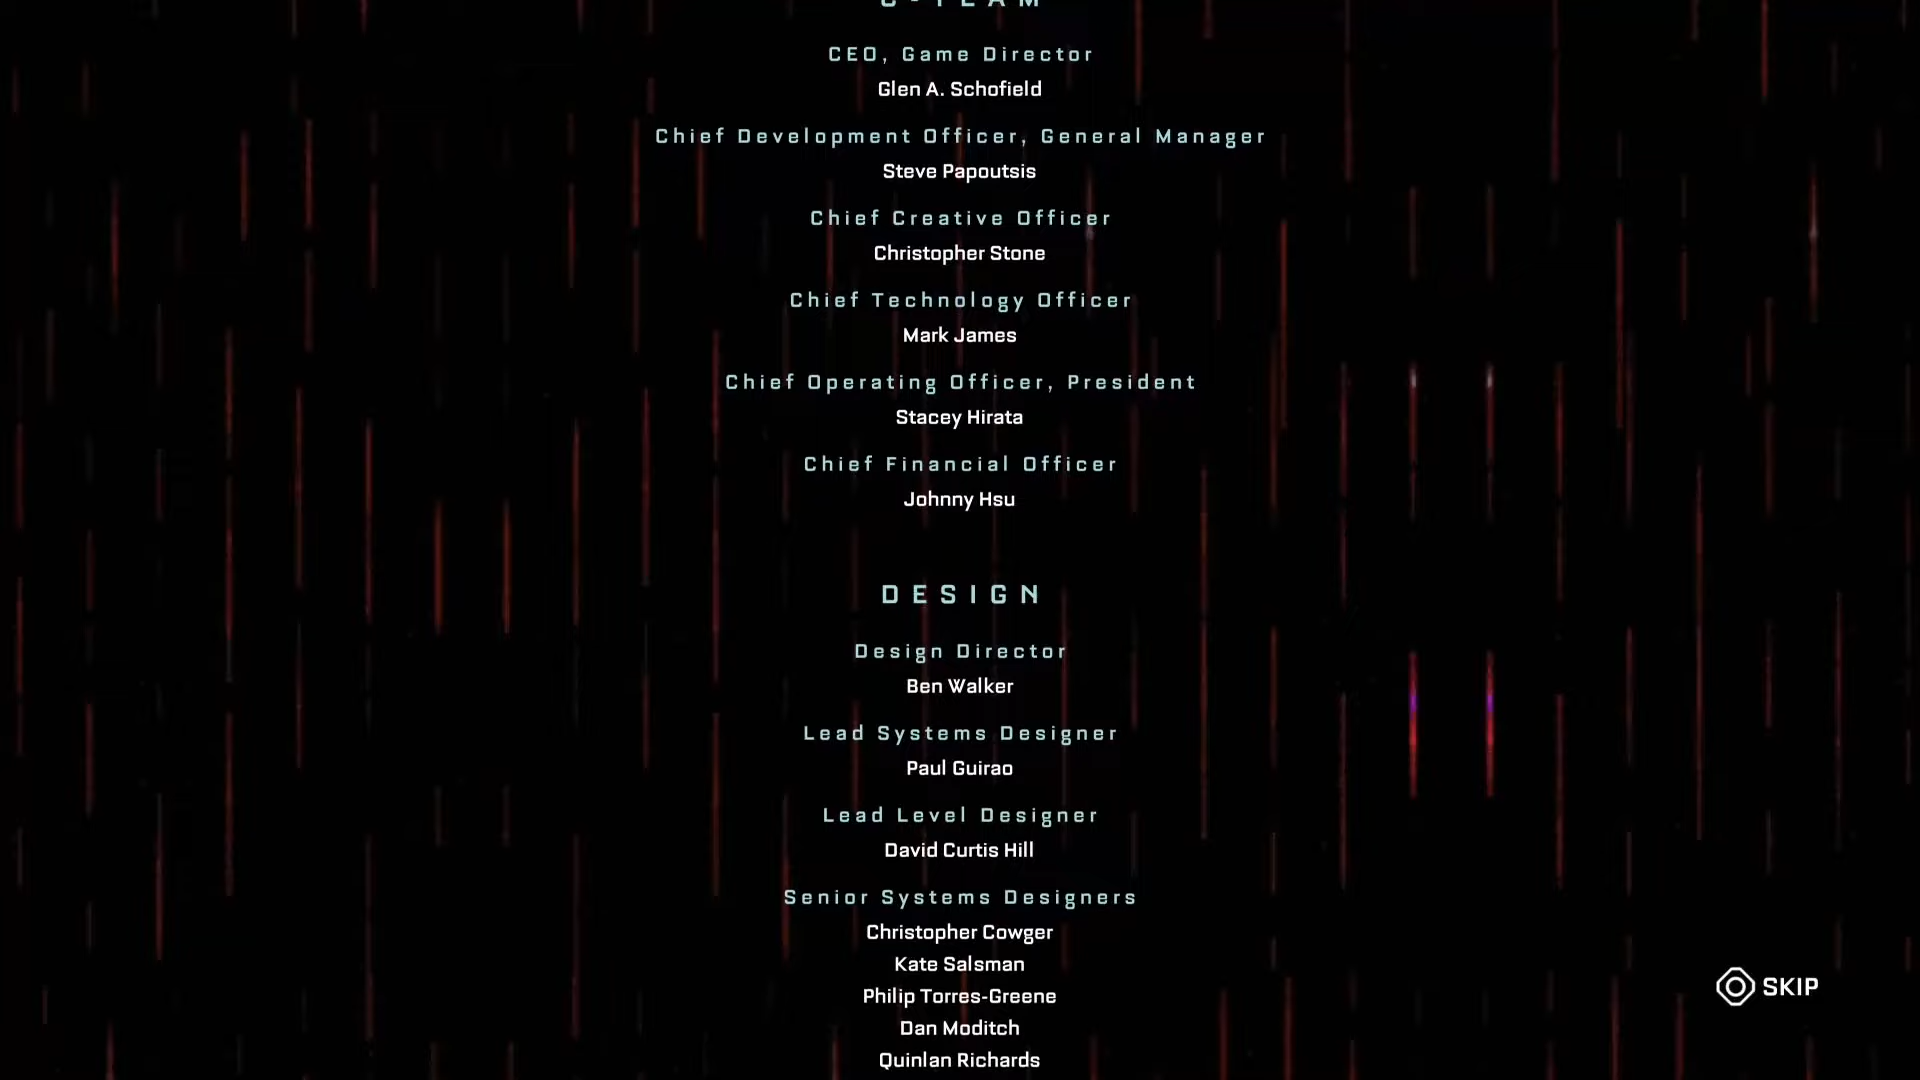 C-TEAM
CEO, Game Director
Glen A. Schofield
Chief Development Officer, General Manager
Steve Papoutsis
Chief Creative Officer
Christopher Stone
Chief Technology Officer
Mark James
Chief Operating Officer, President
Stacey Hirata
Chief Financial Officer
Johnny Hsu
DESIGN
Design Director
Ben Walker
Lead Systems Designer
Paul Guirao
Lead Level Designer
David Curtis Hill
Senior Systems Designers
Christopher Cowger
Kate Salsman
Philip Torres-Greene
SKIP
Dan Moditch
Quinlan Richards